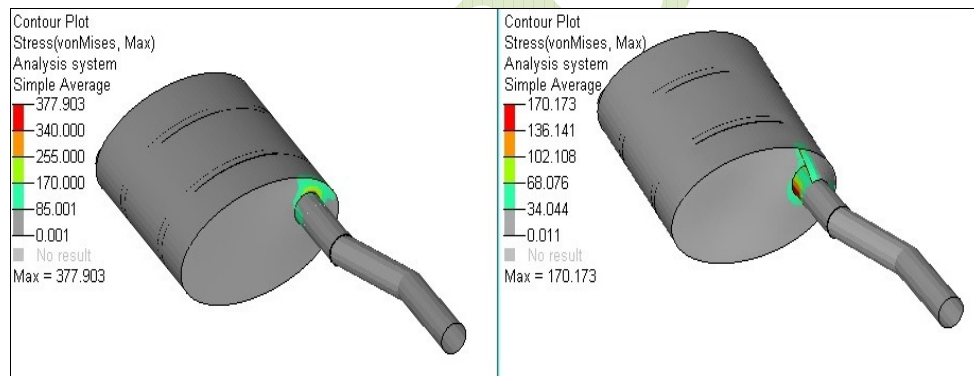 Contour Plot
Stress(vonMises, Max)
Analysis system
Simple Average
377.903
340.000
255.000
170.000
85.001
0.001
No result
Max = 377.903
Contour Plot
Stress(vonMises, Max)
Analysis system
Simple Average
170.173
136.141
102.108
68.076
34.044
0.011
No result
Max = 170.173